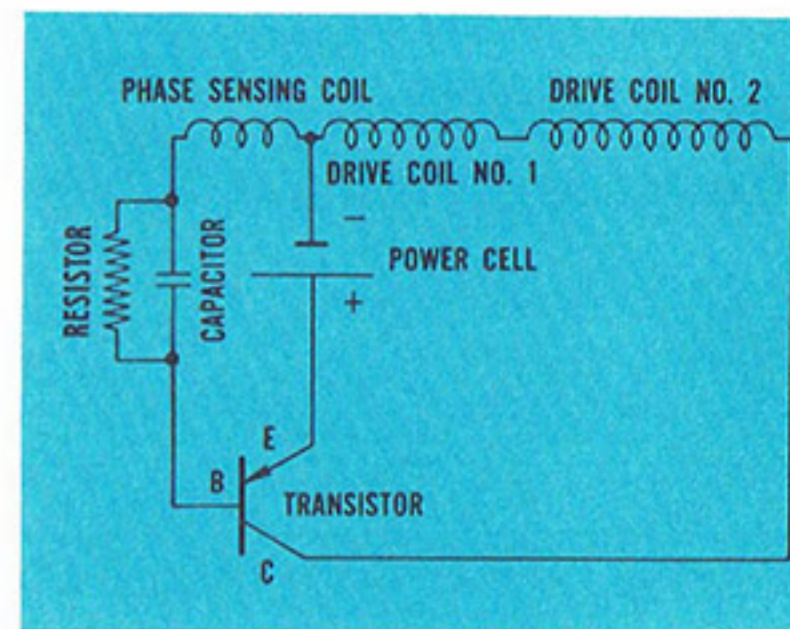 PHASE SENSING COIL
DRIVE COIL NO. 2
DRIVE COIL NO. 1
RESISTOR
CAPACITOR
−
POWER CELL
+
E
B
TRANSISTOR
C